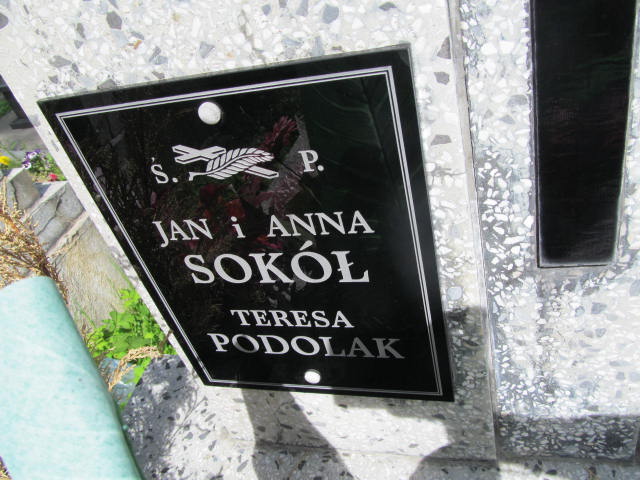 Ś. P.
JAN i ANNA
SOKÓŁ
TERESA
PODOLAK